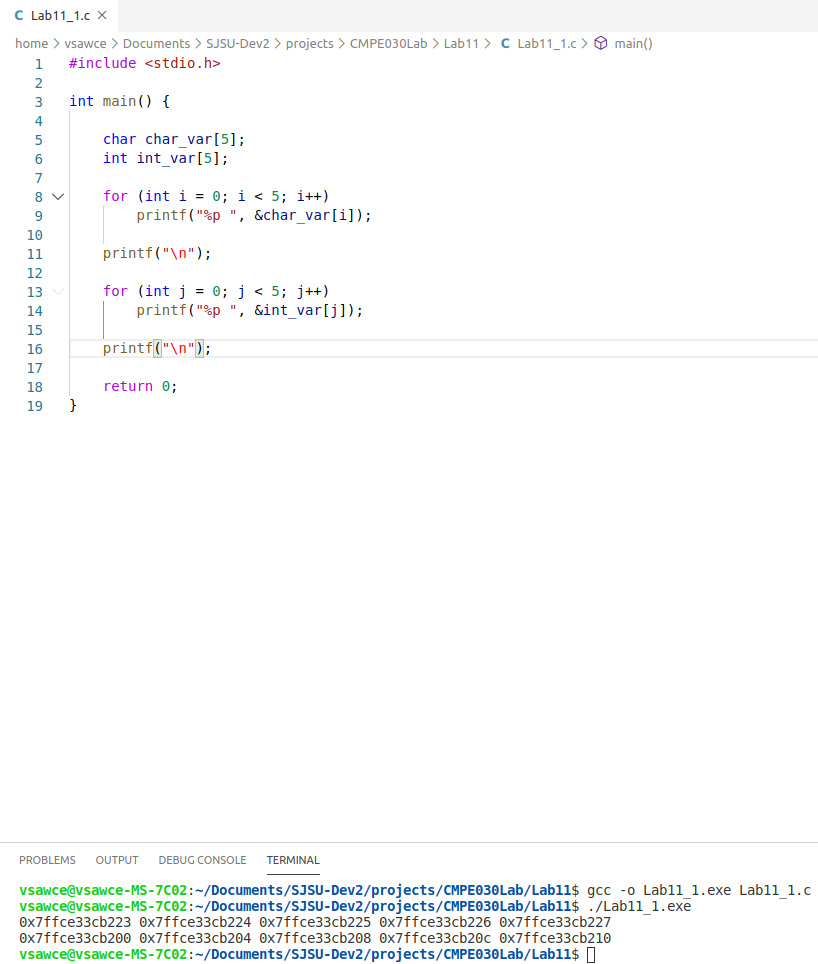 C Lab11_1.c ×
home > vsawce > Documents > SJSU-Dev2 > projects > CMPE030Lab > Lab11 > C Lab11_1.c > main()
1 #include <stdio.h>
2
3 int main() {
4
5     char char_var[5];
6     int int_var[5];
7
8     for (int i = 0; i < 5; i++)
9         printf("%p ", &char_var[i]);
10
11     printf("\n");
12
13     for (int j = 0; j < 5; j++)
14         printf("%p ", &int_var[j]);
15
16     printf("\n");
17
18     return 0;
19 }
PROBLEMS OUTPUT DEBUG CONSOLE TERMINAL
vsawce@vsawce-MS-7C02:~/Documents/SJSU-Dev2/projects/CMPE030Lab/Lab11$ gcc -o Lab11_1.exe Lab11_1.c
vsawce@vsawce-MS-7C02:~/Documents/SJSU-Dev2/projects/CMPE030Lab/Lab11$ ./Lab11_1.exe
0x7ffce33cb223 0x7ffce33cb224 0x7ffce33cb225 0x7ffce33cb226 0x7ffce33cb227
0x7ffce33cb200 0x7ffce33cb204 0x7ffce33cb208 0x7ffce33cb20c 0x7ffce33cb210
vsawce@vsawce-MS-7C02:~/Documents/SJSU-Dev2/projects/CMPE030Lab/Lab11$